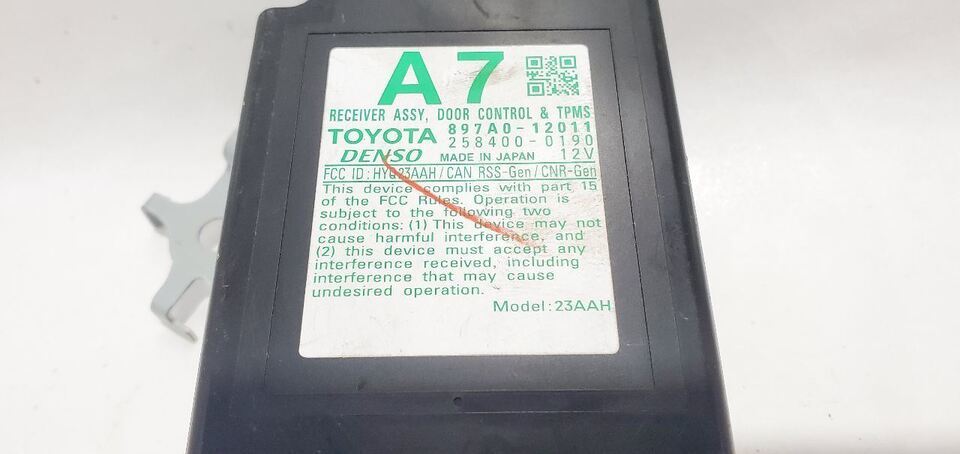 A7
RECEIVER ASSY, DOOR CONTROL & TPMS
TOYOTA 897A0-12011
258400-0190
DENSO MADE IN JAPAN 12V
FCC ID : HYQ23AAH / CAN RSS-Gen / CNR-Gen
This device complies with part 15
of the FCC Rules. Operation is
subject to the following two
conditions: (1) This device may not
cause harmful interference, and
(2) this device must accept any
interference received, including
interference that may cause
undesired operation.
Model:23AAH